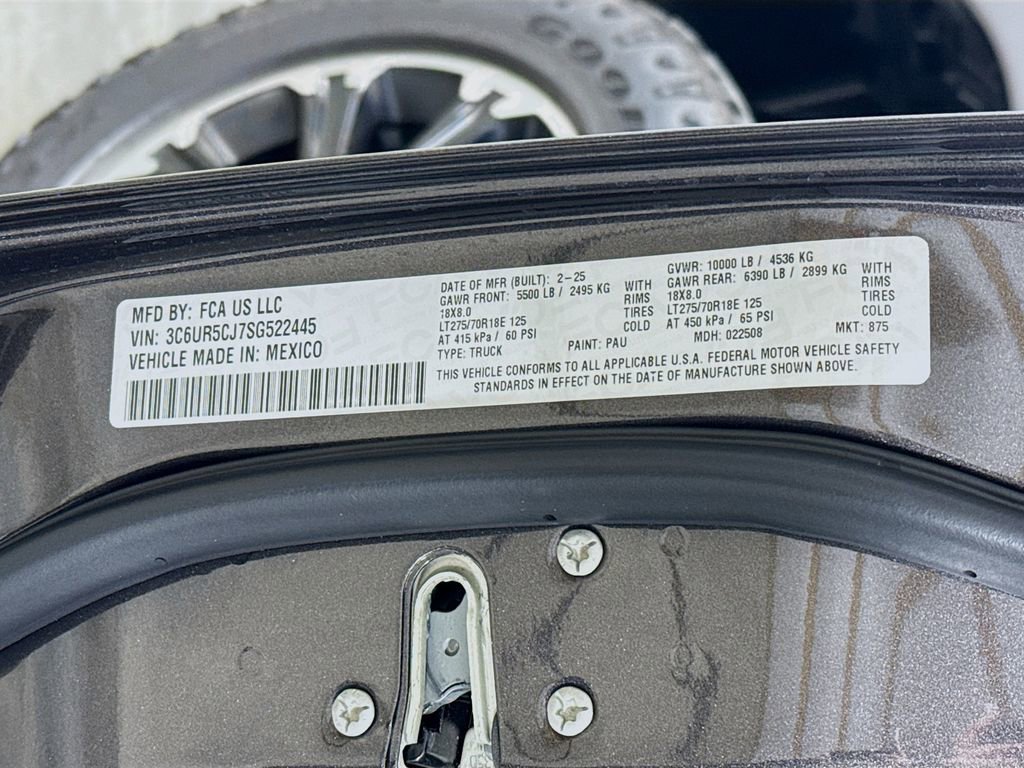 GOOD
MFD BY: FCA US LLC
VIN: 3C6UR5CJ7SG522445
VEHICLE MADE IN: MEXICO
DATE OF MFR (BUILT): 2-25
GAWR FRONT: 5500 LB / 2495 KG WITH
18X8.0 RIMS
LT275/70R18E 125 TIRES
AT 415 kPa / 60 PSI COLD
TYPE: TRUCK PAINT: PAU
GVWR: 10000 LB / 4536 KG
GAWR REAR: 6390 LB / 2899 KG WITH
18X8.0 RIMS
LT275/70R18E 125 TIRES
AT 450 kPa / 65 PSI COLD
MDH: 022508 MKT: 875
THIS VEHICLE CONFORMS TO ALL APPLICABLE U.S.A. FEDERAL MOTOR VEHICLE SAFETY
STANDARDS IN EFFECT ON THE DATE OF MANUFACTURE SHOWN ABOVE.